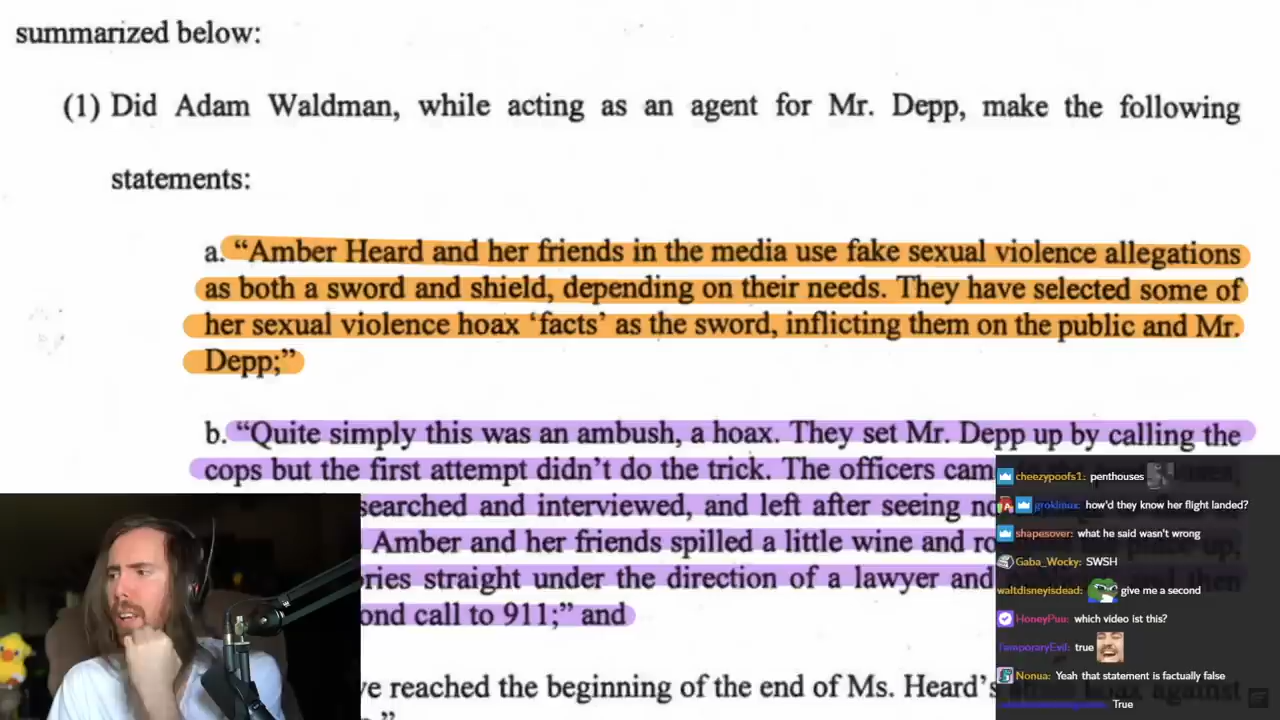 summarized below:
(1) Did Adam Waldman, while acting as an agent for Mr. Depp, make the following
statements:
a. “Amber Heard and her friends in the media use fake sexual violence allegations
as both a sword and shield, depending on their needs. They have selected some of
her sexual violence hoax ‘facts’ as the sword, inflicting them on the public and Mr.
Depp;”
b. “Quite simply this was an ambush, a hoax. They set Mr. Depp up by calling the
cops but the first attempt didn’t do the trick. The officers
searched and interviewed, and left after seeing
Amber and her friends spilled a little wine and
straight under the direction of a lawyer and
call to 911;” and
reached the beginning of the end of Ms. Heard’s
cheezypoofs1: penthouses
groklinux: how'd they know her flight landed?
shapesover: what he said wasn't wrong
Gaba_Wocky: SWSH
waltdisneyisdead: give me a second
HoneyPuu: which video ist this?
TemporaryEvil: true
Nonua: Yeah that statement is factually false
True